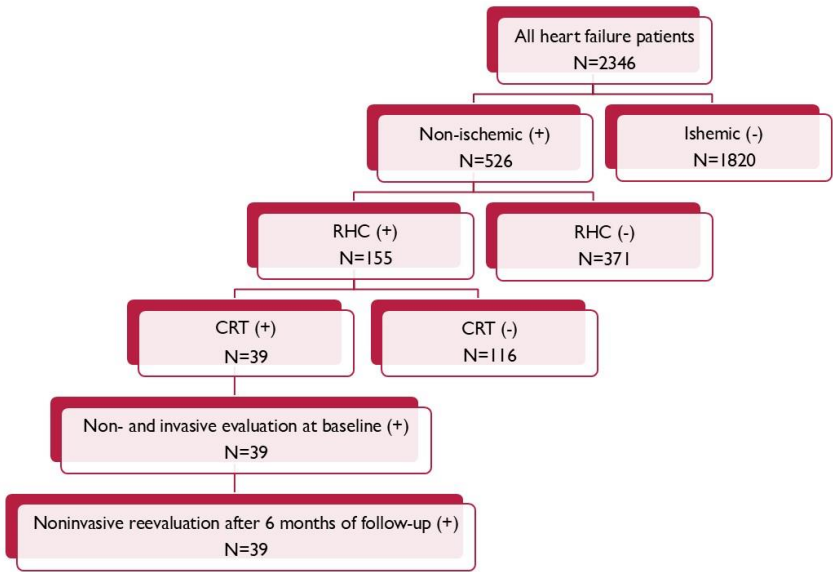 All heart failure patients
N=2346
Non-ischemic (+)
N=526
Ishemic (-)
N=1820
RHC (+)
N=155
RHC (-)
N=371
CRT (+)
N=39
CRT (-)
N=116
Non- and invasive evaluation at baseline (+)
N=39
Noninvasive reevaluation after 6 months of follow-up (+)
N=39